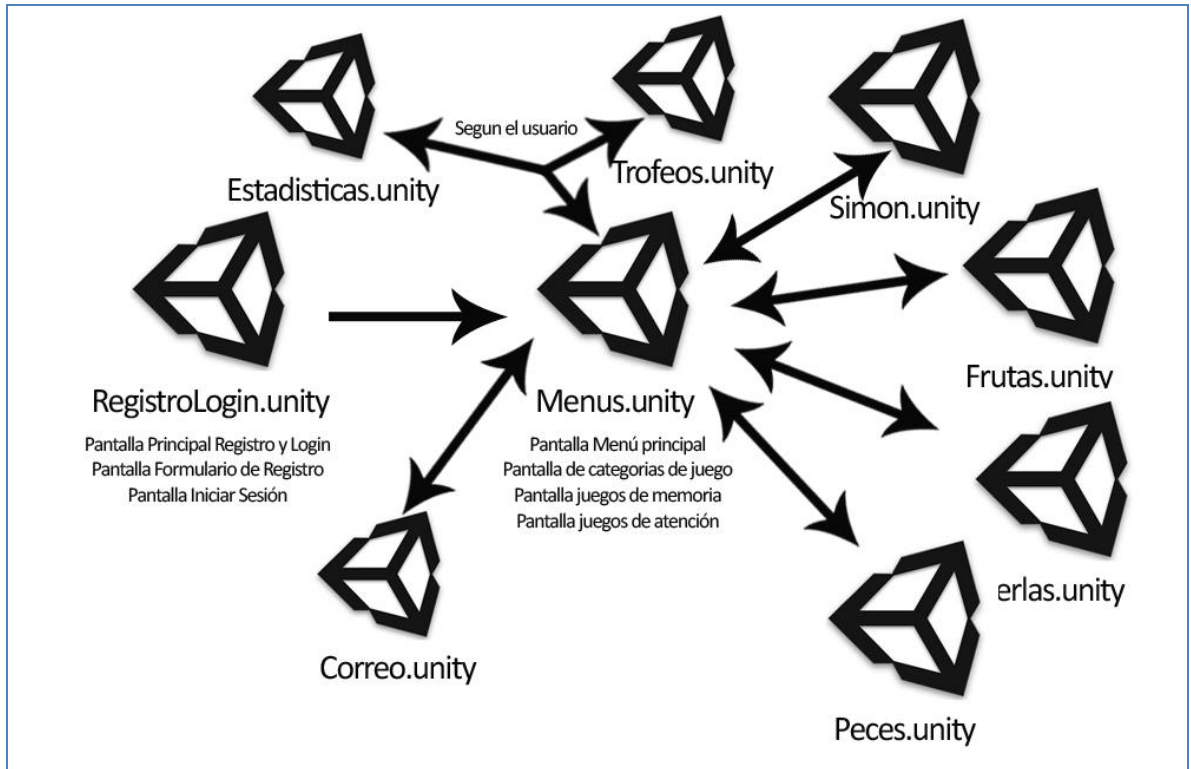 Segun el usuario
Estadisticas.unity
Trofeos.unity
Simon.unity
RegistroLogin.unity
Pantalla Principal Registro y Login
Pantalla Formulario de Registro
Pantalla Iniciar Sesión
Menus.unity
Pantalla Menú principal
Pantalla de categorias de juego
Pantalla juegos de memoria
Pantalla juegos de atención
Frutas.unity
erlas.unity
Correo.unity
Peces.unity